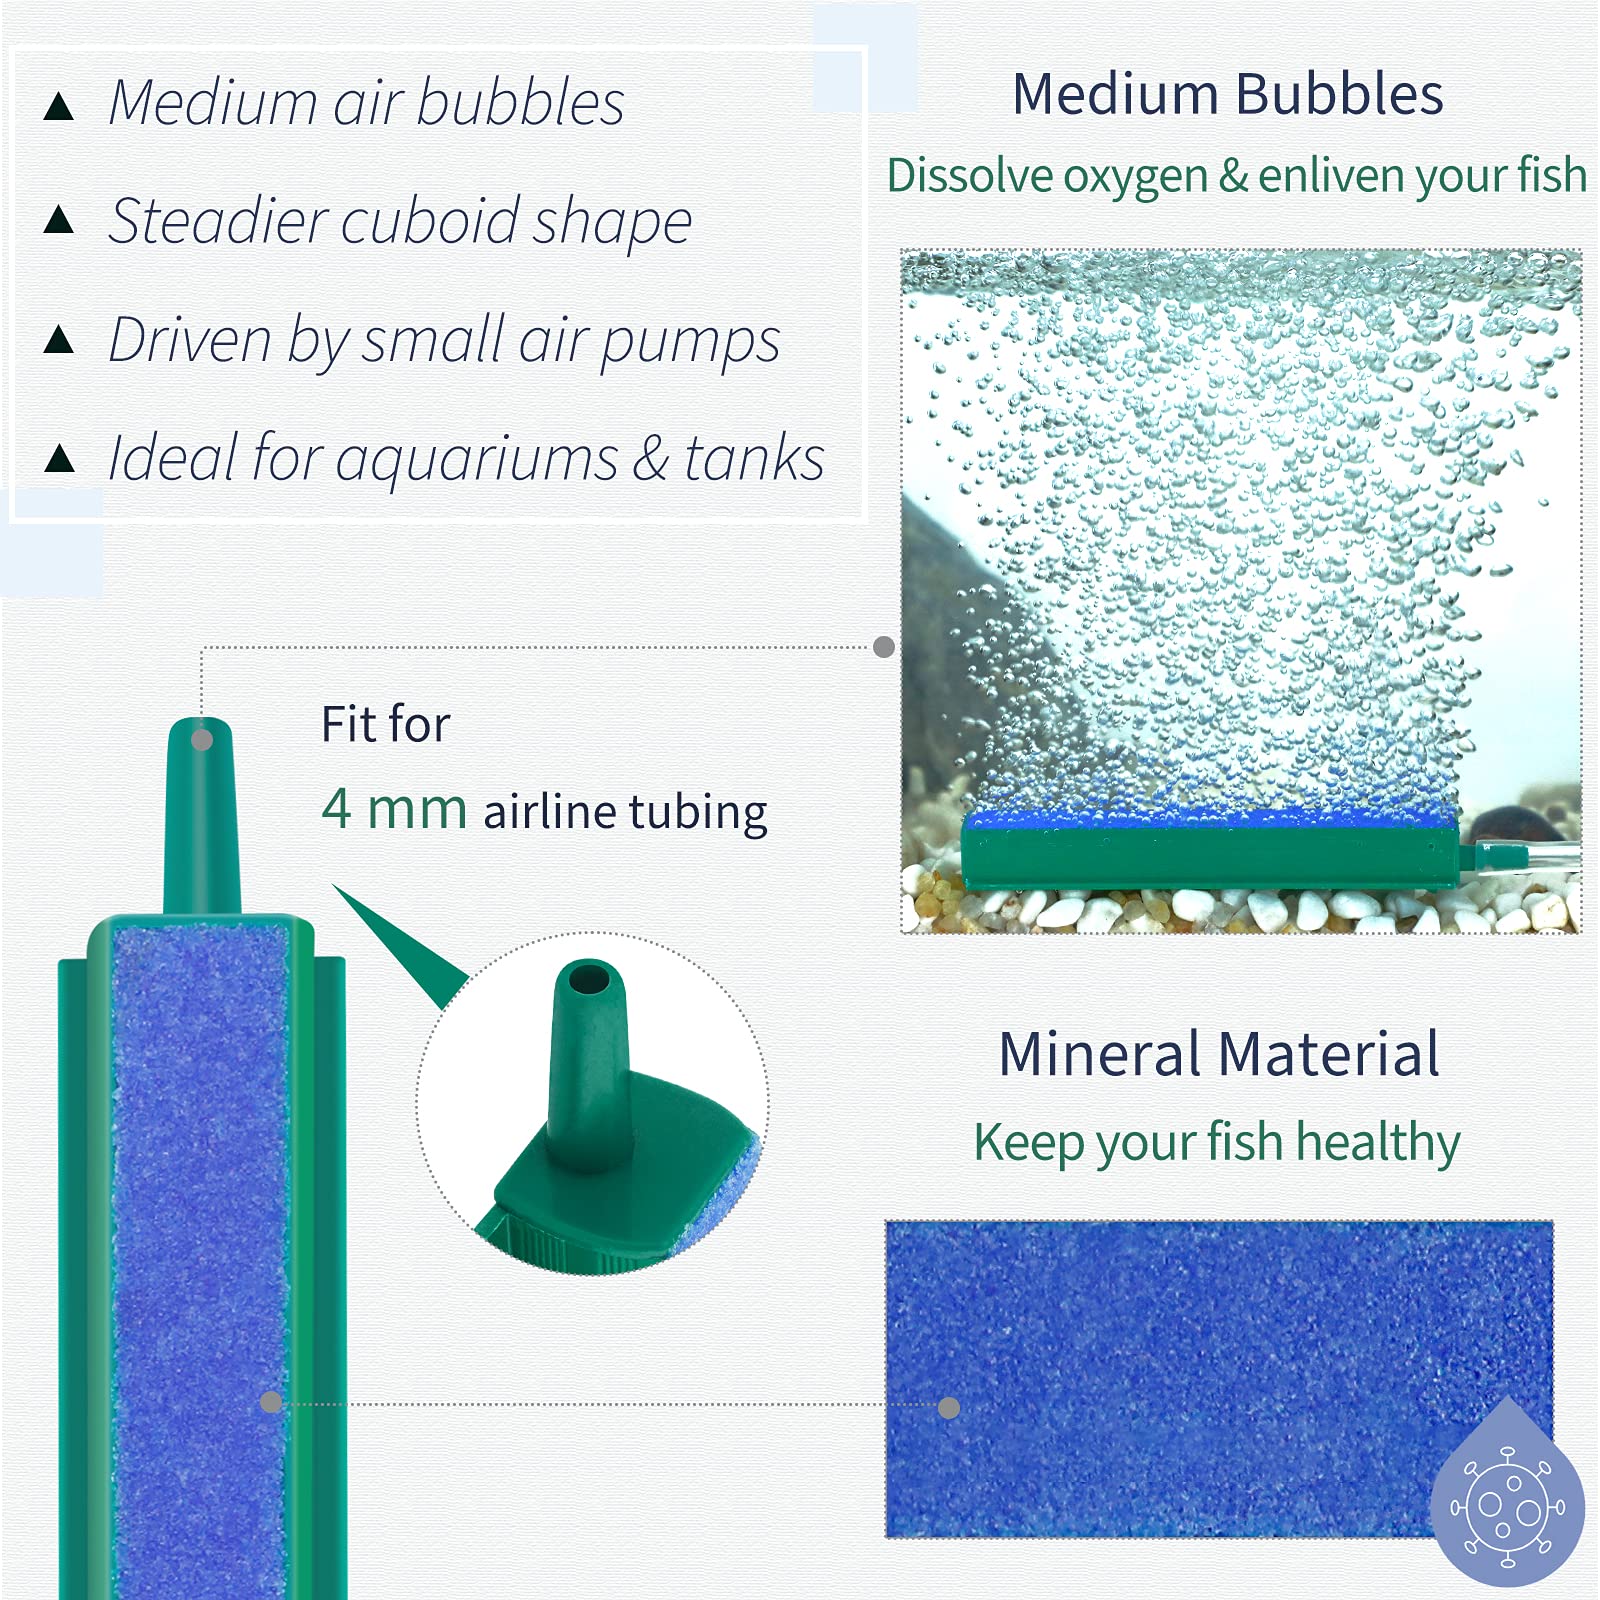 ▲ Medium air bubbles
▲ Steadier cuboid shape
▲ Driven by small air pumps
▲ Ideal for aquariums & tanks
Medium Bubbles
Dissolve oxygen & enliven your fish
Fit for
4 mm airline tubing
Mineral Material
Keep your fish healthy